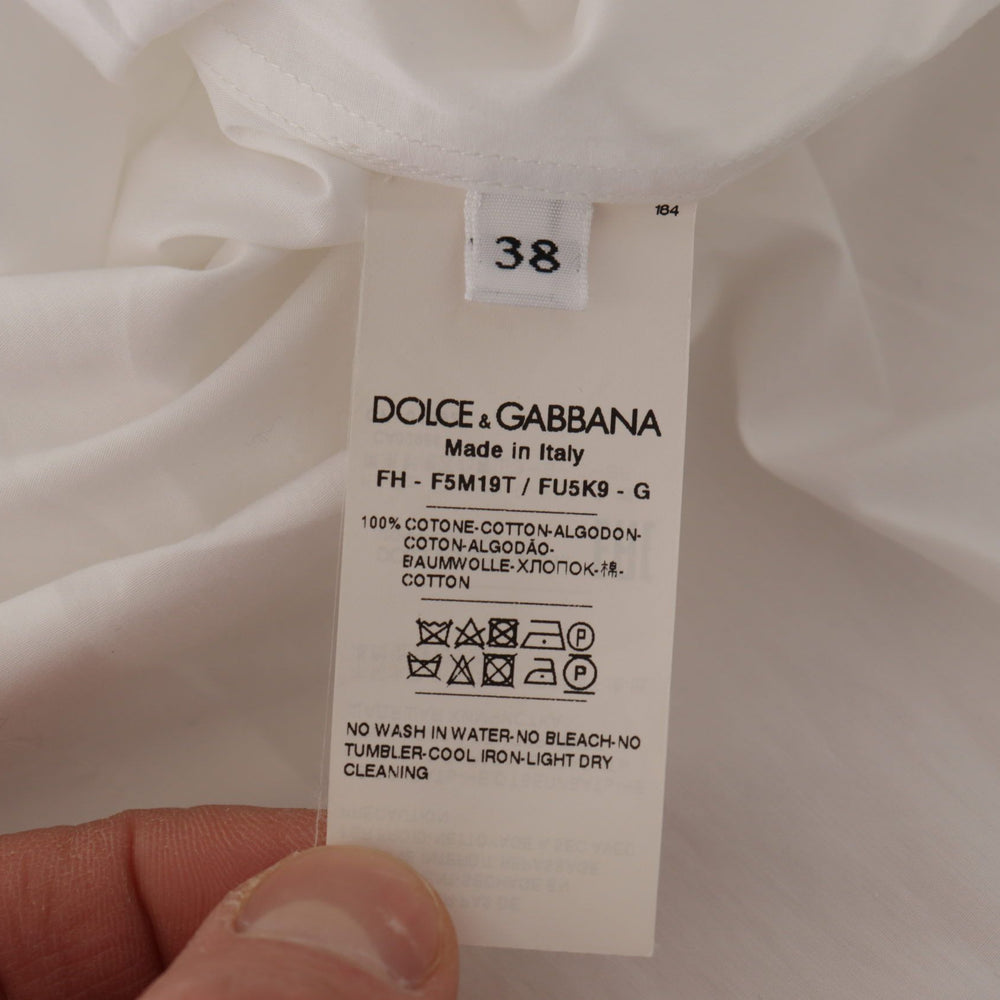 184
38
DOLCE & GABBANA
Made in Italy
FH - F5M19T / FU5K9 - G
100% COTONE-COTTON-ALGODON-
COTON-ALGODÃO-
BAUMWOLLE-ХЛОПОК-棉-
COTTON
P
P
NO WASH IN WATER-NO BLEACH-NO
TUMBLER-COOL IRON-LIGHT DRY
CLEANING